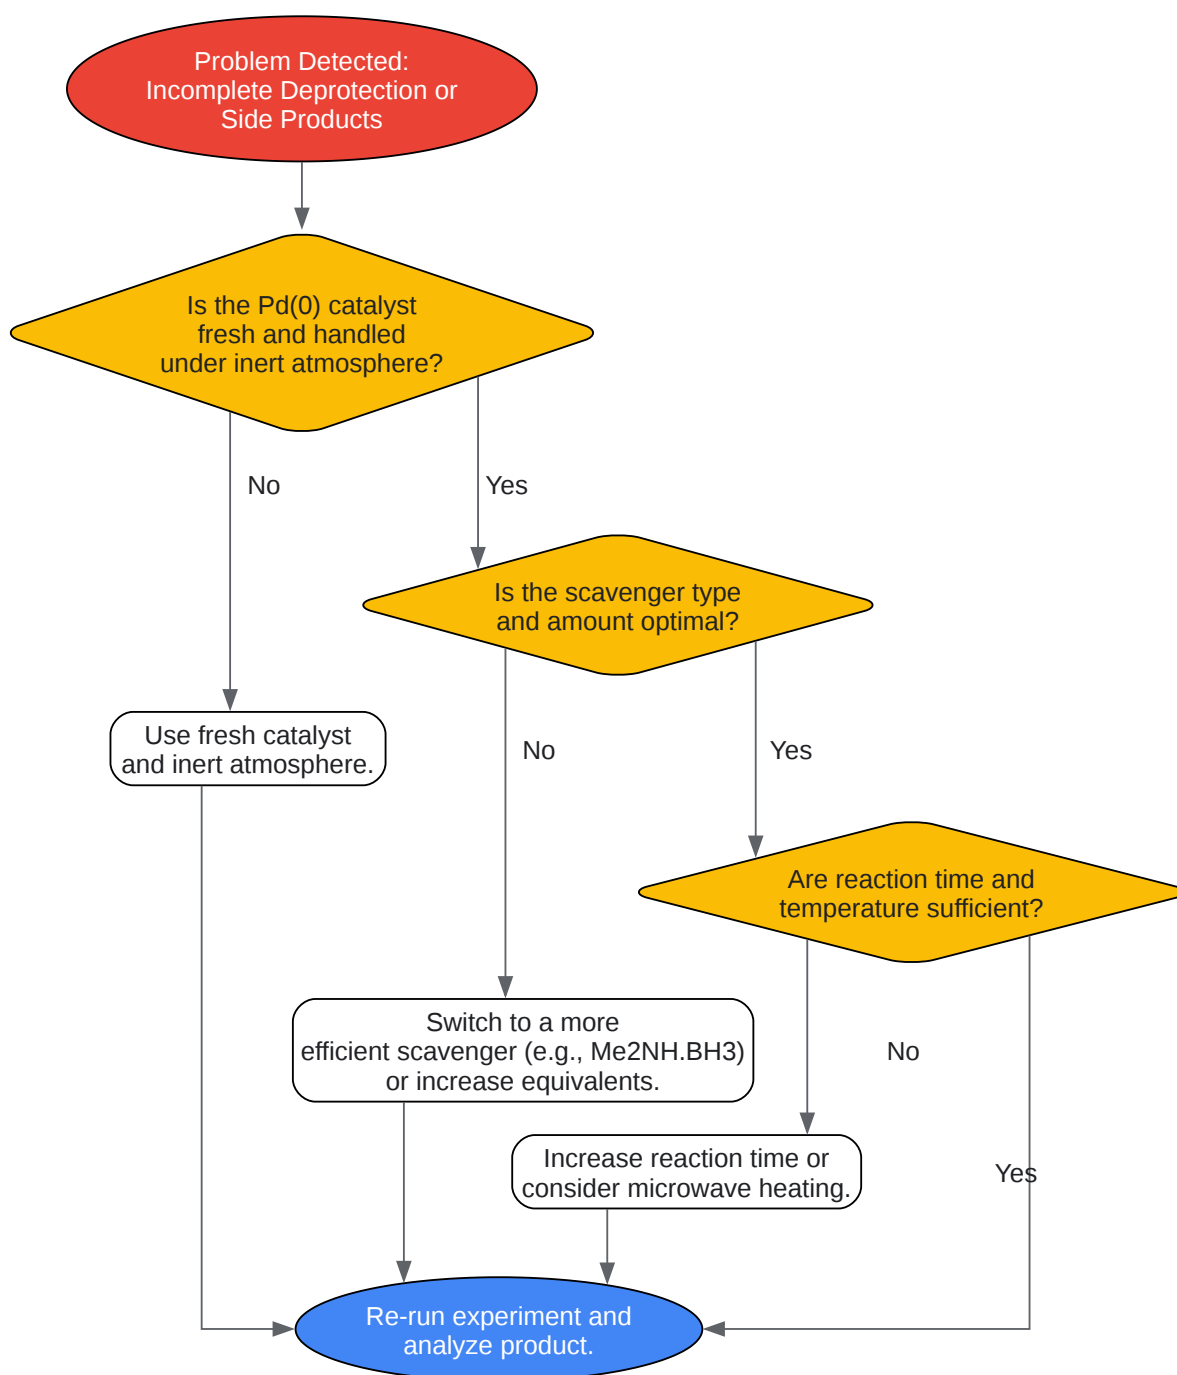 Problem Detected:
Incomplete Deprotection or
Side Products
Is the Pd(0) catalyst
fresh and handled
under inert atmosphere?
No
Yes
Is the scavenger type
and amount optimal?
Use fresh catalyst
and inert atmosphere.
No
Yes
Are reaction time and
temperature sufficient?
Switch to a more
efficient scavenger (e.g., Me2NH.BH3)
or increase equivalents.
No
Increase reaction time or
consider microwave heating.
Yes
Re-run experiment and
analyze product.